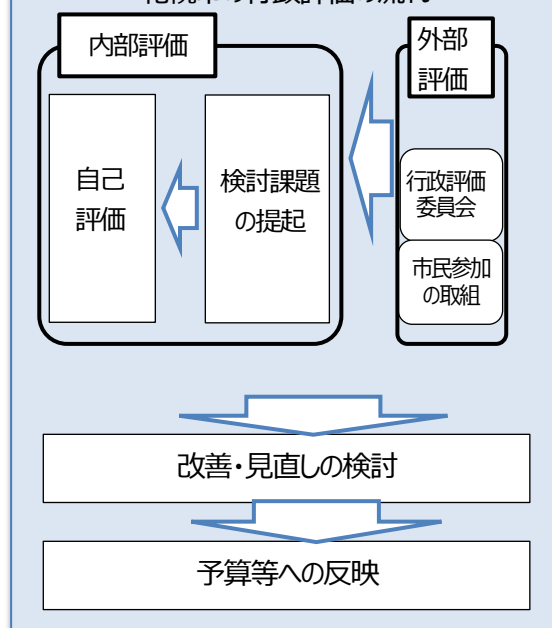 内部評価
外部
評価
自己
評価
検討課題
の提起
行政評価
委員会
市民参加
の取組
改善・見直しの検討
予算等への反映